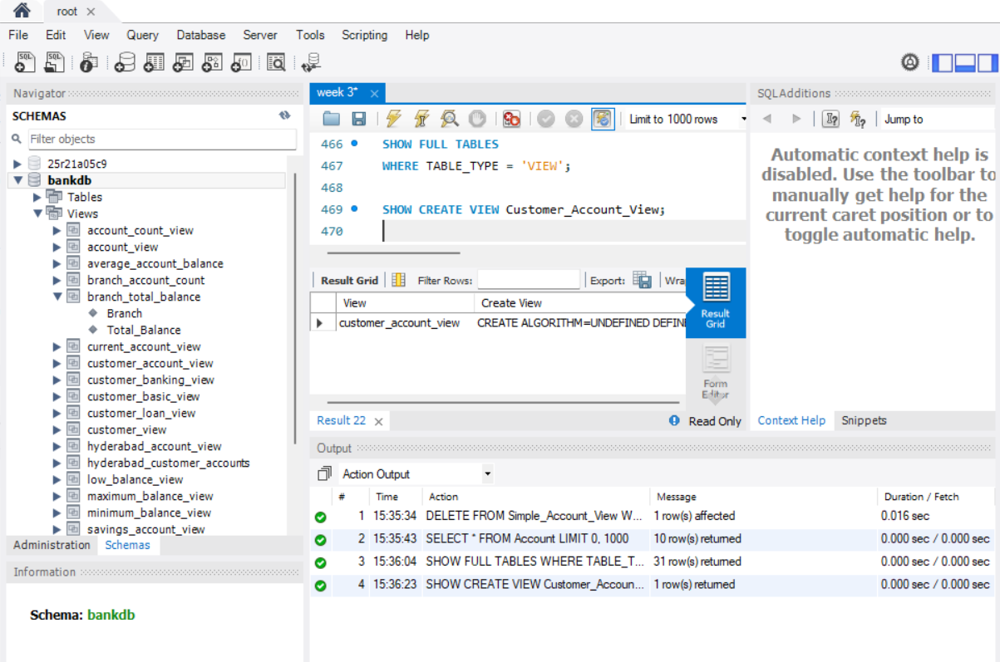 root ×
File Edit View Query Database Server Tools Scripting Help
Navigator
SCHEMAS
Filter objects
25r21a05c9
bankdb
Tables
Views
account_count_view
account_view
average_account_balance
branch_account_count
branch_total_balance
Branch
Total_Balance
current_account_view
customer_account_view
customer_banking_view
customer_basic_view
customer_loan_view
customer_view
hyderabad_account_view
hyderabad_customer_accounts
low_balance_view
maximum_balance_view
minimum_balance_view
savings_account_view
Administration Schemas
Information
Schema: bankdb
week 3* ×
Limit to 1000 rows
466 SHOW FULL TABLES
467 WHERE TABLE_TYPE = 'VIEW';
468
469 SHOW CREATE VIEW Customer_Account_View;
470
Result Grid Filter Rows: Export: Wra
View Create View
customer_account_view CREATE ALGORITHM=UNDEFINED DEFIN
Result
Grid
Form
Editor
Result 22 × Read Only
SQLAdditions
Jump to
Automatic context help is
disabled. Use the toolbar to
manually get help for the
current caret position or to
toggle automatic help.
Context Help Snippets
Output
Action Output
# Time Action Message Duration / Fetch
1 15:35:34 DELETE FROM Simple_Account_View W... 1 row(s) affected 0.016 sec
2 15:35:43 SELECT * FROM Account LIMIT 0, 1000 10 row(s) returned 0.000 sec / 0.000 sec
3 15:36:04 SHOW FULL TABLES WHERE TABLE_T... 31 row(s) returned 0.000 sec / 0.000 sec
4 15:36:23 SHOW CREATE VIEW Customer_Accoun... 1 row(s) returned 0.000 sec / 0.000 sec